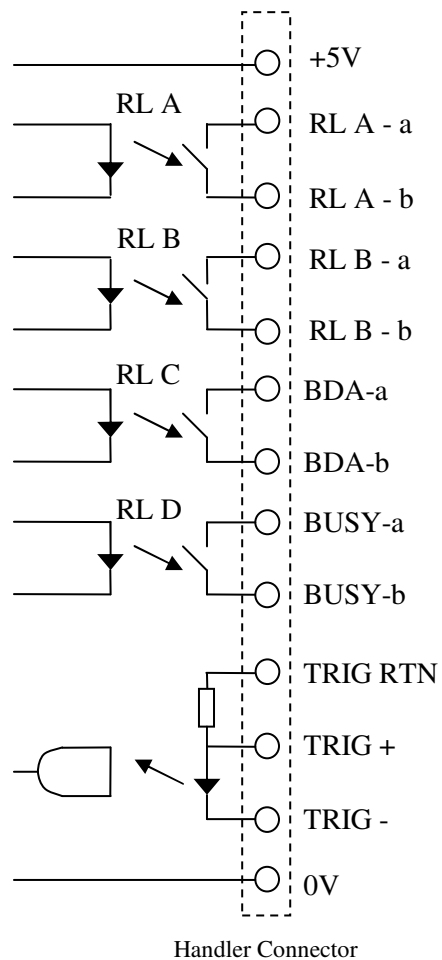 +5V
RL A
RL A - a
RL A - b
RL B
RL B - a
RL B - b
RL C
BDA-a
BDA-b
RL D
BUSY-a
BUSY-b
TRIG RTN
TRIG +
TRIG -
0V
Handler Connector